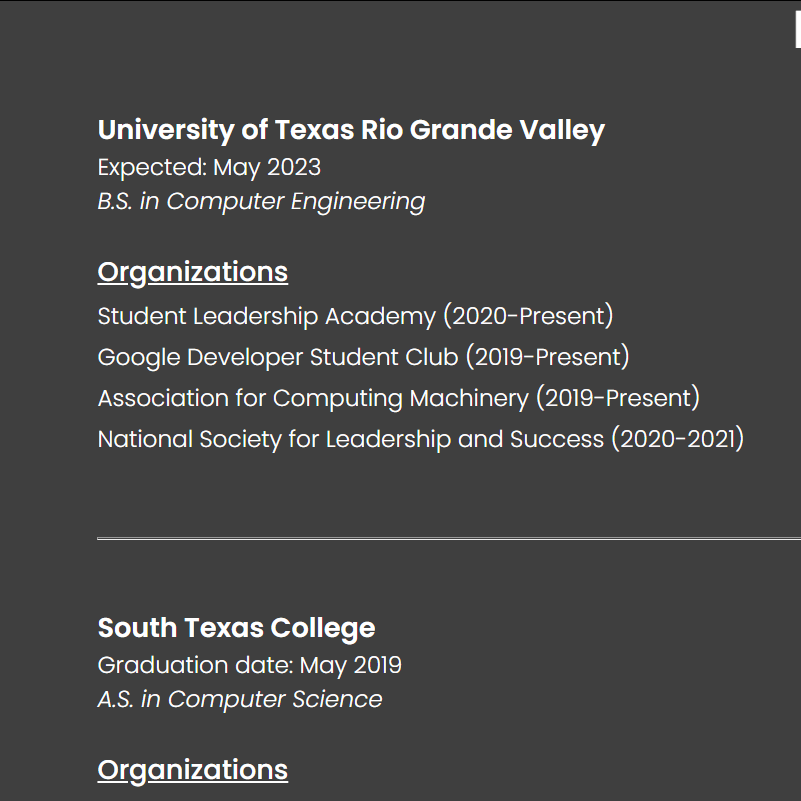 University of Texas Rio Grande Valley
Expected: May 2023
B.S. in Computer Engineering
Organizations
Student Leadership Academy (2020-Present)
Google Developer Student Club (2019-Present)
Association for Computing Machinery (2019-Present)
National Society for Leadership and Success (2020-2021)
South Texas College
Graduation date: May 2019
A.S. in Computer Science
Organizations